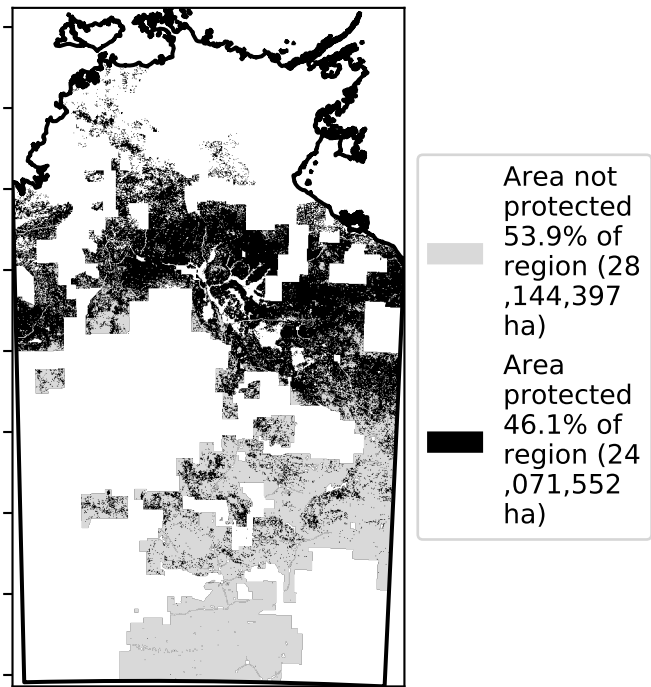 Area not
protected
53.9% of
region (28
,144,397
ha)
Area
protected
46.1% of
region (24
,071,552
ha)